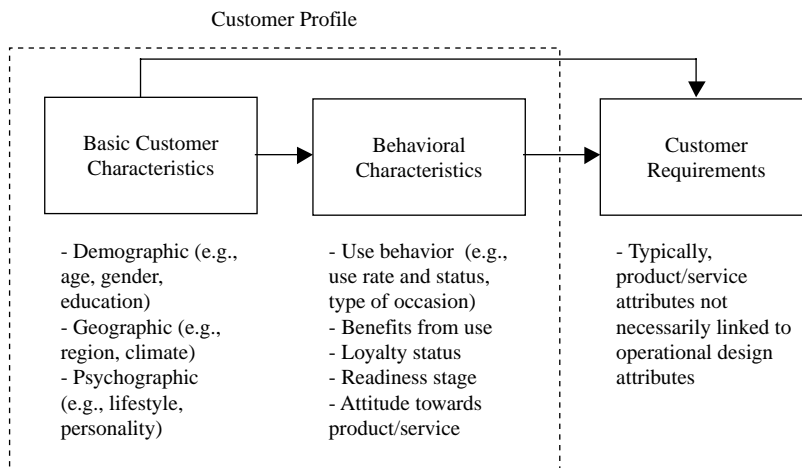 Customer Profile
Basic Customer
Characteristics
Behavioral
Characteristics
Customer
Requirements
- Demographic (e.g.,
age, gender,
education)
- Geographic (e.g.,
region, climate)
- Psychographic
(e.g., lifestyle,
personality)
- Use behavior (e.g.,
use rate and status,
type of occasion)
- Benefits from use
- Loyalty status
- Readiness stage
- Attitude towards
product/service
- Typically,
product/service
attributes not
necessarily linked to
operational design
attributes